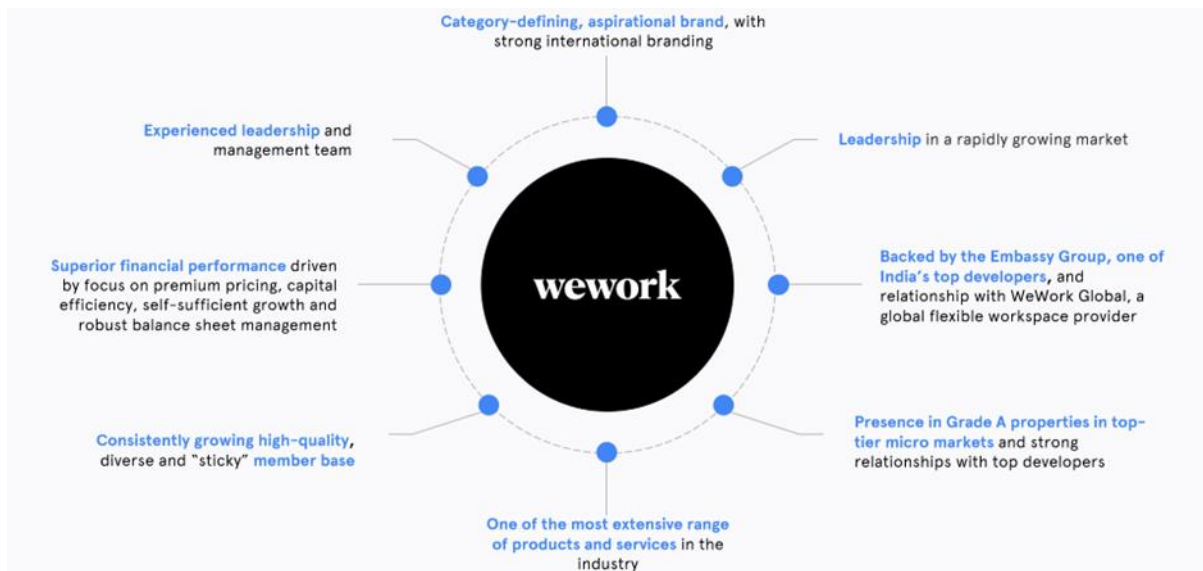 Category-defining, aspirational brand, with
strong international branding
Experienced leadership and
management team
Leadership in a rapidly growing market
Superior financial performance driven
by focus on premium pricing, capital
efficiency, self-sufficient growth and
robust balance sheet management
wework
Backed by the Embassy Group, one of
India's top developers, and
relationship with WeWork Global, a
global flexible workspace provider
Consistently growing high-quality,
diverse and "sticky" member base
Presence in Grade A properties in top-
tier micro markets and strong
relationships with top developers
One of the most extensive range
of products and services in the
industry